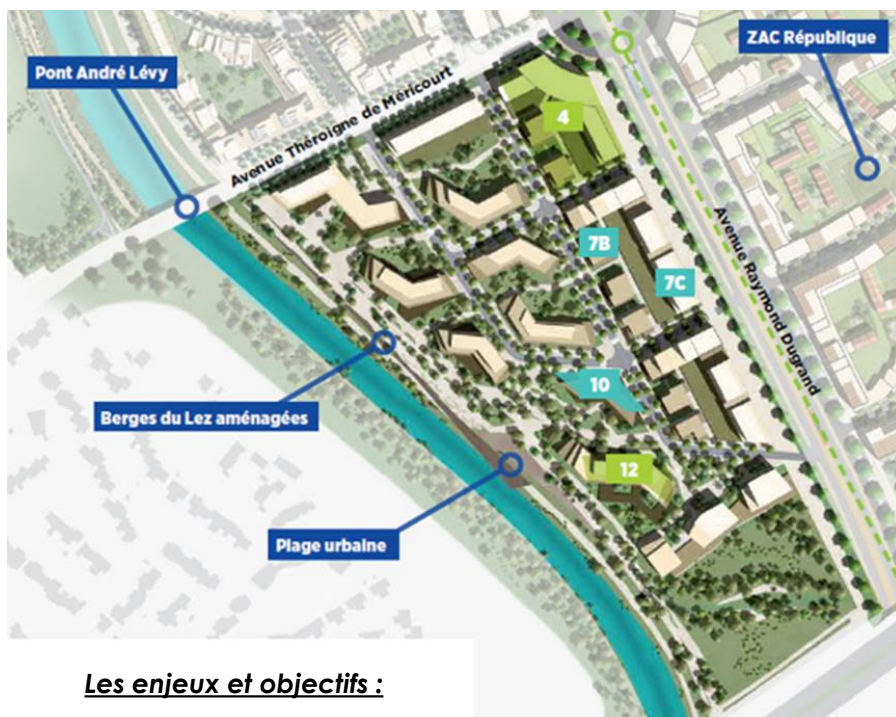 ZAC République
Pont André Lévy
Avenue Théroigne de Méricourt
4
7B
7C
Avenue Raymond Dugrand
10
Berges du Lez aménagées
12
Plage urbaine
Les enjeux et objectifs :